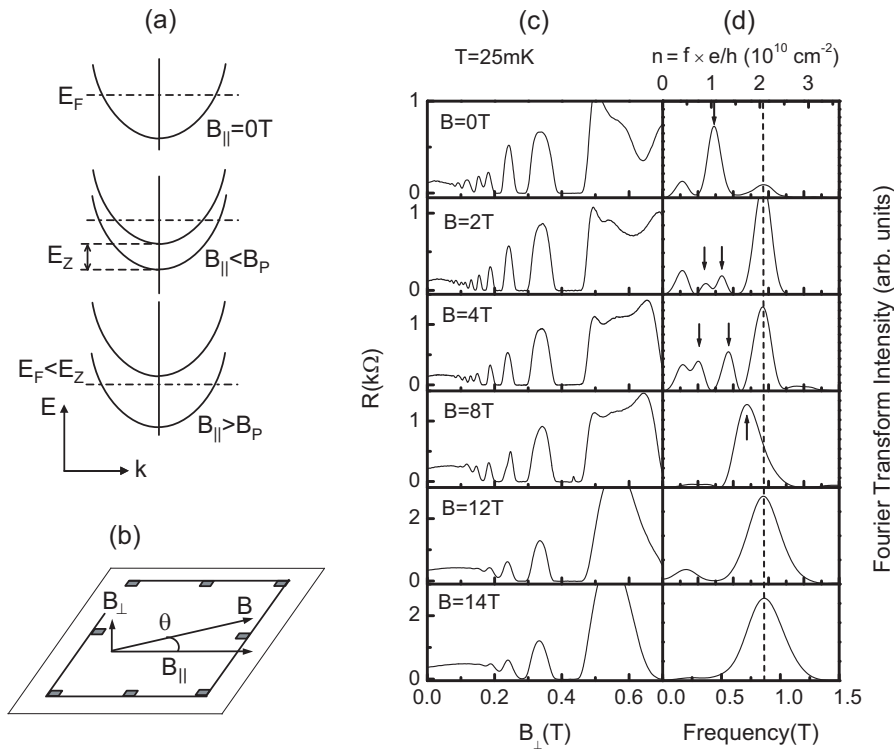 (a)
E_F
B_||=0T
E_Z
B_||<B_P
E_F<E_Z
B_||>B_P
E
k
(b)
B_⊥
B
θ
B_||
(c)
T=25mK
B=0T
B=2T
B=4T
B=8T
B=12T
B=14T
R(kΩ)
1
0
1
0
1
0
1
0
2
0
2
0
0.0 0.2 0.4 0.6
B_⊥(T)
(d)
n = f × e/h (10^10 cm^-2)
0 1 2 3
0.0 0.5 1.0 1.5
Frequency(T)
Fourier Transform Intensity (arb. units)